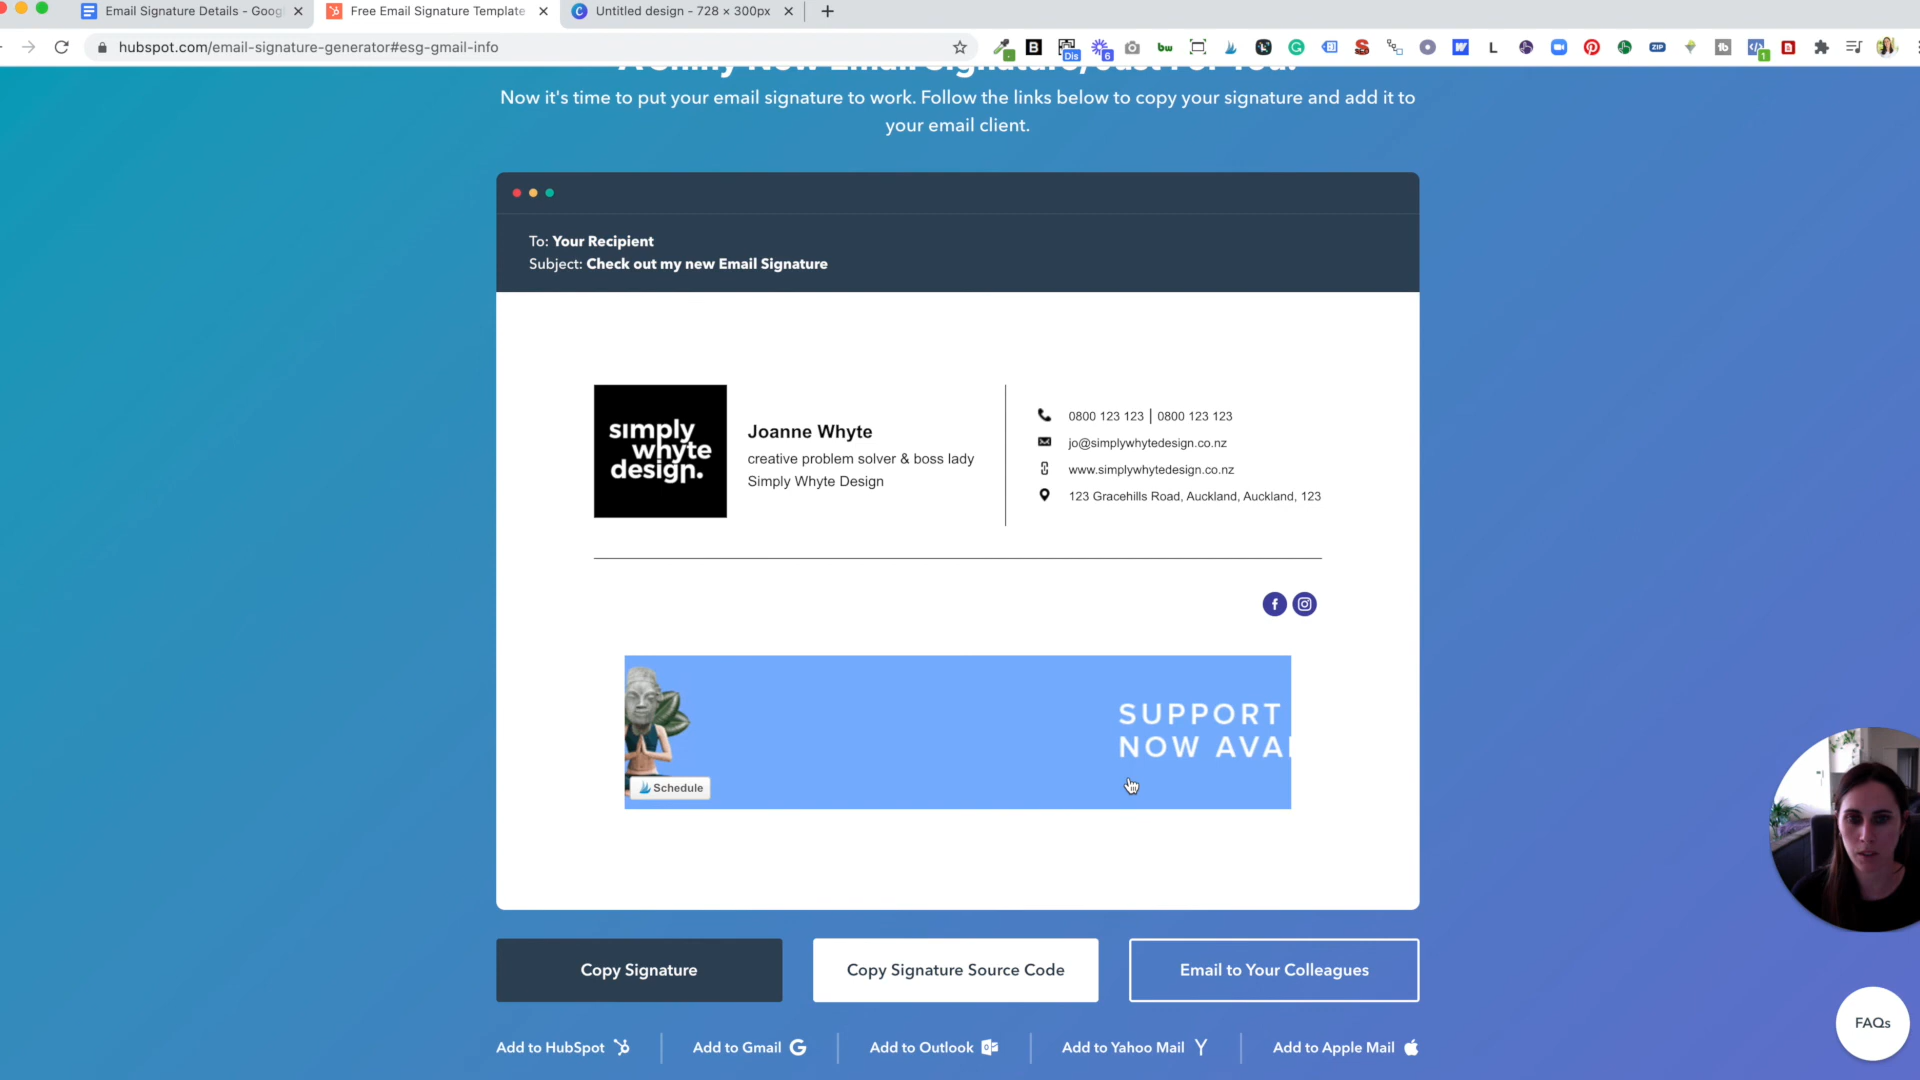 Email Signature Details - Goog
Free Email Signature Template
Untitled design - 728 × 300px
hubspot.com/email-signature-generator#esg-gmail-info
Now it's time to put your email signature to work. Follow the links below to copy your signature and add it to
your email client.
To: Your Recipient
Subject: Check out my new Email Signature
simply
whyte
design.
Joanne Whyte
creative problem solver & boss lady
Simply Whyte Design
0800 123 123 | 0800 123 123
jo@simplywhytedesign.co.nz
www.simplywhytedesign.co.nz
123 Gracehills Road, Auckland, Auckland, 123
SUPPORT
NOW AVAI
Schedule
Copy Signature
Copy Signature Source Code
Email to Your Colleagues
Add to HubSpot
Add to Gmail
Add to Outlook
Add to Yahoo Mail
Add to Apple Mail
FAQs